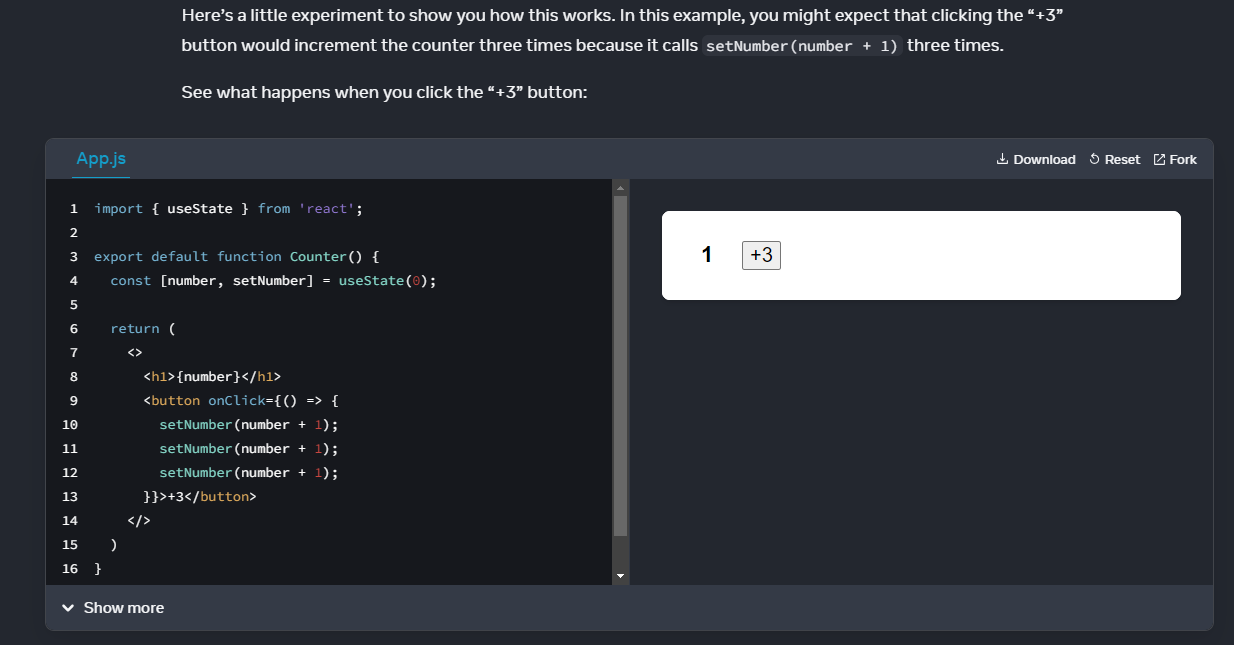 Here’s a little experiment to show you how this works. In this example, you might expect that clicking the “+3”
button would increment the counter three times because it calls setNumber(number + 1) three times.
See what happens when you click the “+3” button:
App.js
Download Reset Fork
1 import { useState } from 'react';
2
3 export default function Counter() {
4 const [number, setNumber] = useState(0);
5
6 return (
7 <>
8 <h1>{number}</h1>
9 <button onClick={() => {
10 setNumber(number + 1);
11 setNumber(number + 1);
12 setNumber(number + 1);
13 }}>+3</button>
14 </>
15 )
16 }
1 +3
Show more